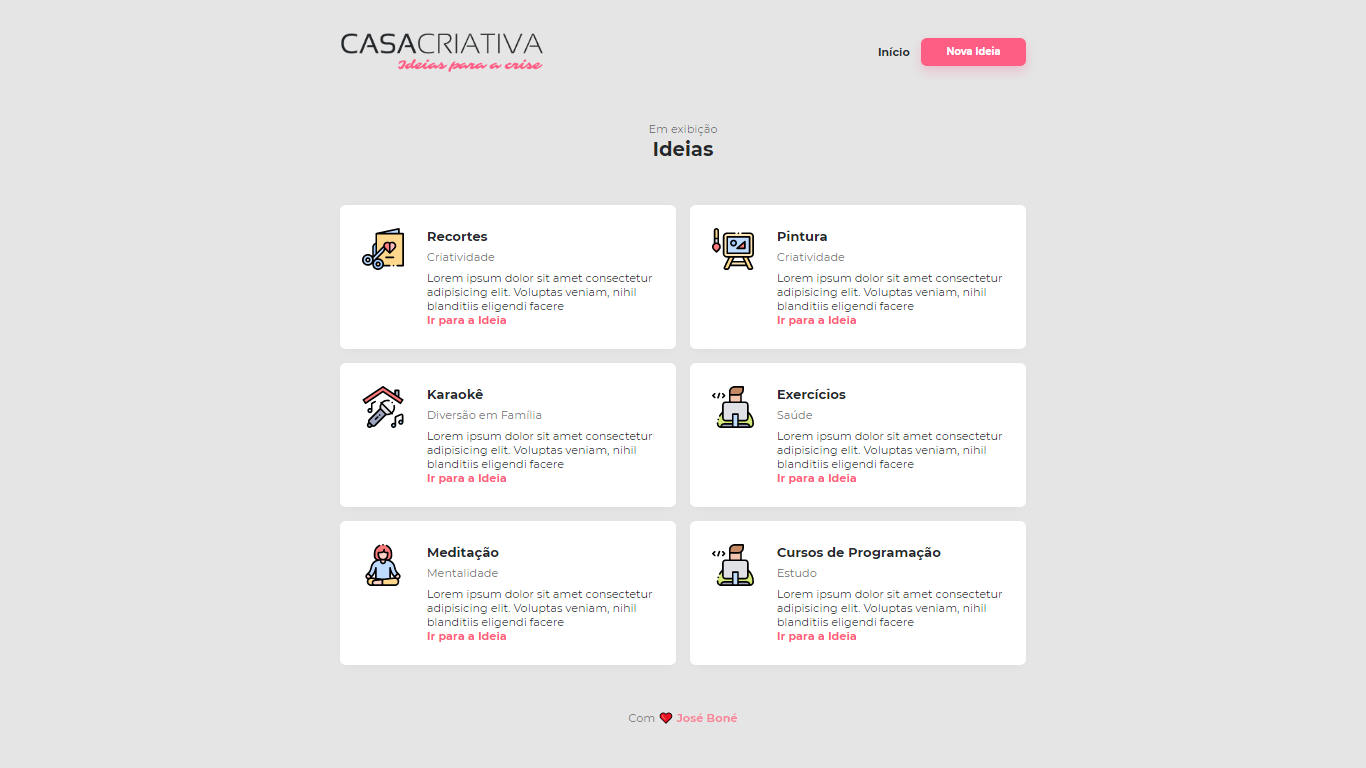 CASACRIATIVA
Ideias para a crise
Início
Nova Ideia
Em exibição
Ideias
Recortes
Criatividade
Lorem ipsum dolor sit amet consectetur
adipisicing elit. Voluptas veniam, nihil
blanditiis eligendi facere
Ir para a Ideia
Pintura
Criatividade
Lorem ipsum dolor sit amet consectetur
adipisicing elit. Voluptas veniam, nihil
blanditiis eligendi facere
Ir para a Ideia
Karaokê
Diversão em Família
Lorem ipsum dolor sit amet consectetur
adipisicing elit. Voluptas veniam, nihil
blanditiis eligendi facere
Ir para a Ideia
Exercícios
Saúde
Lorem ipsum dolor sit amet consectetur
adipisicing elit. Voluptas veniam, nihil
blanditiis eligendi facere
Ir para a Ideia
Meditação
Mentalidade
Lorem ipsum dolor sit amet consectetur
adipisicing elit. Voluptas veniam, nihil
blanditiis eligendi facere
Ir para a Ideia
Cursos de Programação
Estudo
Lorem ipsum dolor sit amet consectetur
adipisicing elit. Voluptas veniam, nihil
blanditiis eligendi facere
Ir para a Ideia
Com ❤ José Boné